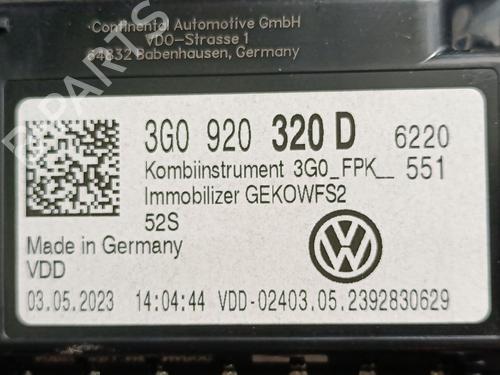 Continental Automotive GmbH
VDO-Strasse 1
64832 Babenhausen, Germany
3G0 920 320 D 6220
Kombiinstrument 3G0_FPK__ 551
Immobilizer GEKOWFS2
52S
Made in Germany
VDD
03.05.2023 14:04:44 VDD-02403.05.2392830629